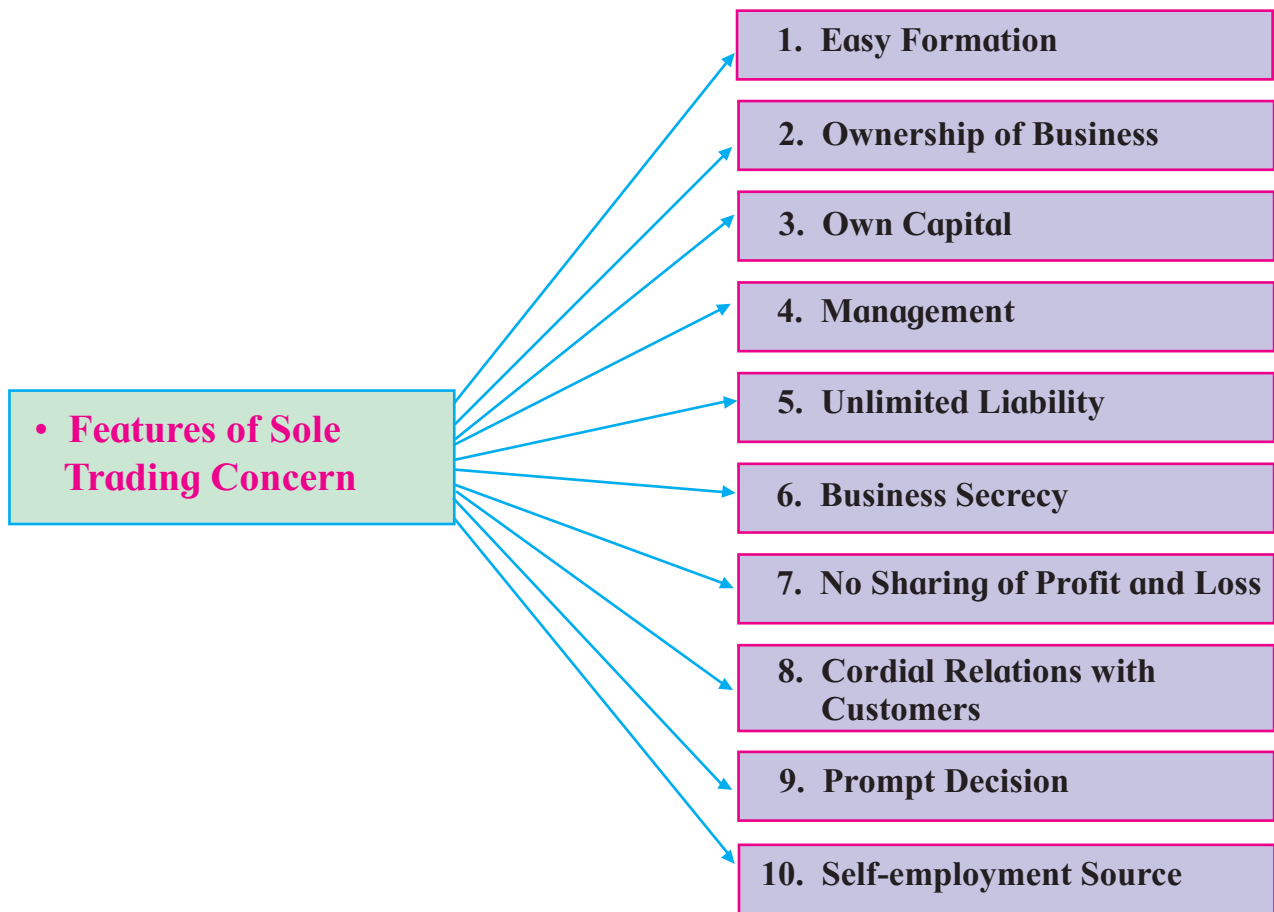 • Features of Sole
Trading Concern
1. Easy Formation
2. Ownership of Business
3. Own Capital
4. Management
5. Unlimited Liability
6. Business Secrecy
7. No Sharing of Profit and Loss
8. Cordial Relations with
Customers
9. Prompt Decision
10. Self-employment Source